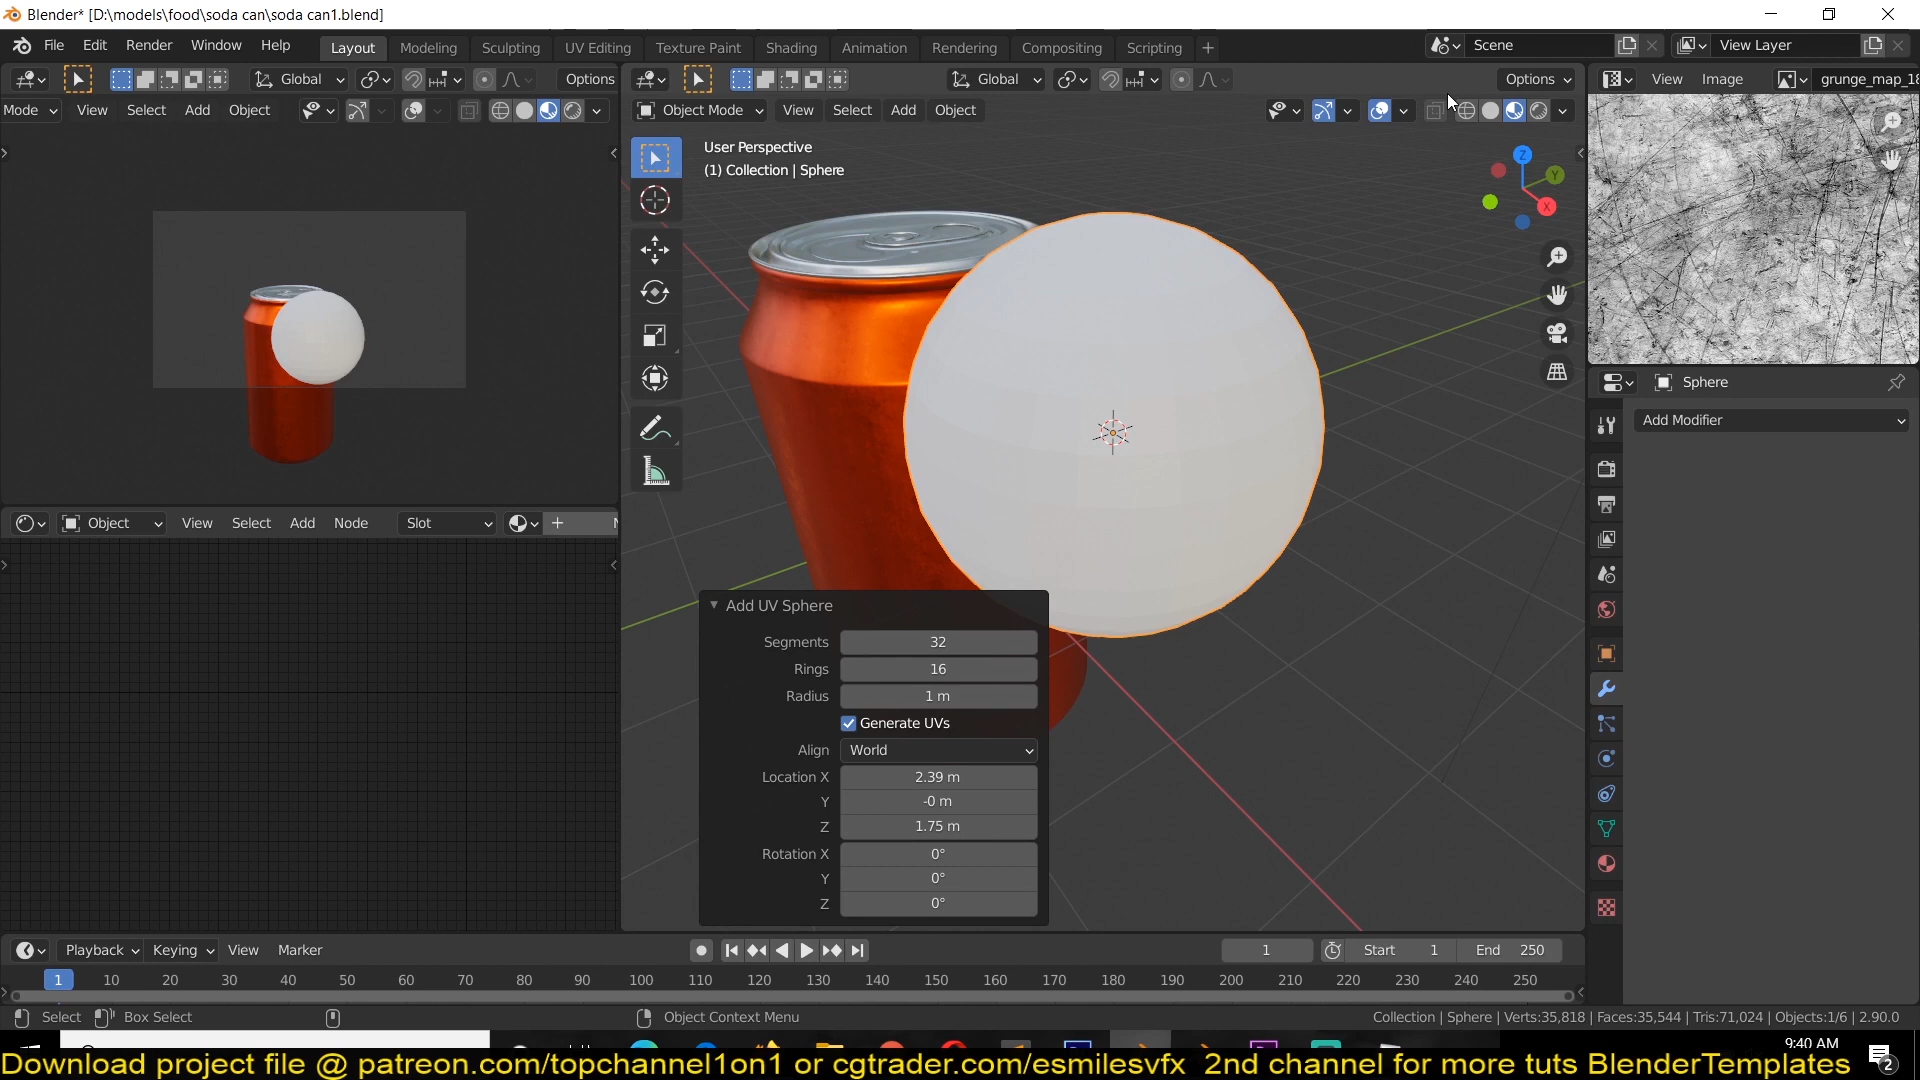 Blender* [D:\models\food\soda can\soda can1.blend]
File Edit Render Window Help Layout Modeling Sculpting UV Editing Texture Paint Shading Animation Rendering Compositing Scripting + Scene View Layer
Global Options Global Options View Image grunge_map_18
Mode View Select Add Object Object Mode View Select Add Object
User Perspective
(1) Collection | Sphere
Z
Y
X
Sphere
Add Modifier
Object View Select Add Node Slot +
Add UV Sphere
Segments 32
Rings 16
Radius 1 m
Generate UVs
Align World
Location X 2.39 m
Y -0 m
Z 1.75 m
Rotation X 0°
Y 0°
Z 0°
Playback Keying View Marker 1 Start 1 End 250
1 10 20 30 40 50 60 70 80 90 100 110 120 130 140 150 160 170 180 190 200 210 220 230 240 250
Select Box Select Object Context Menu Collection | Sphere | Verts:35,818 | Faces:35,544 | Tris:71,024 | Objects:1/6 | 2.90.0
9:40 AM
2
Download project file @ patreon.com/topchannel1on1 or cgtrader.com/esmilesvfx 2nd channel for more tuts BlenderTemplates